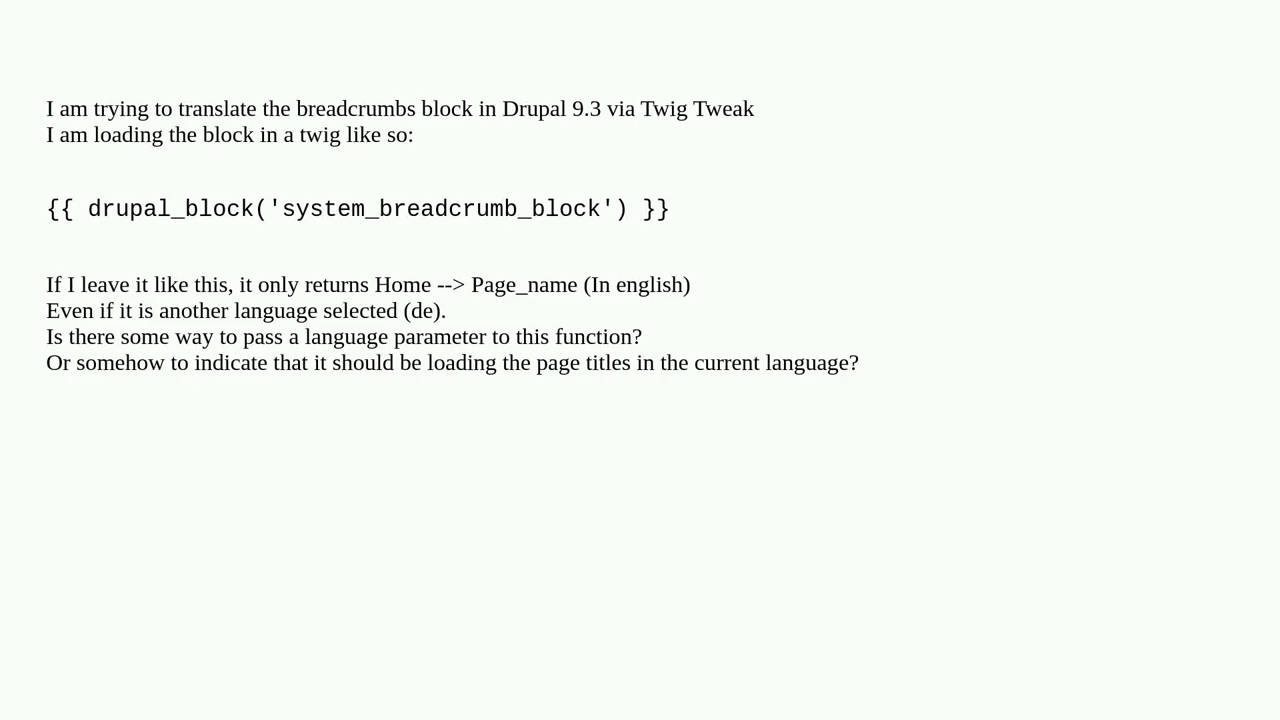 I am trying to translate the breadcrumbs block in Drupal 9.3 via Twig Tweak
I am loading the block in a twig like so:
{{ drupal_block('system_breadcrumb_block') }}
If I leave it like this, it only returns Home --> Page_name (In english)
Even if it is another language selected (de).
Is there some way to pass a language parameter to this function?
Or somehow to indicate that it should be loading the page titles in the current language?